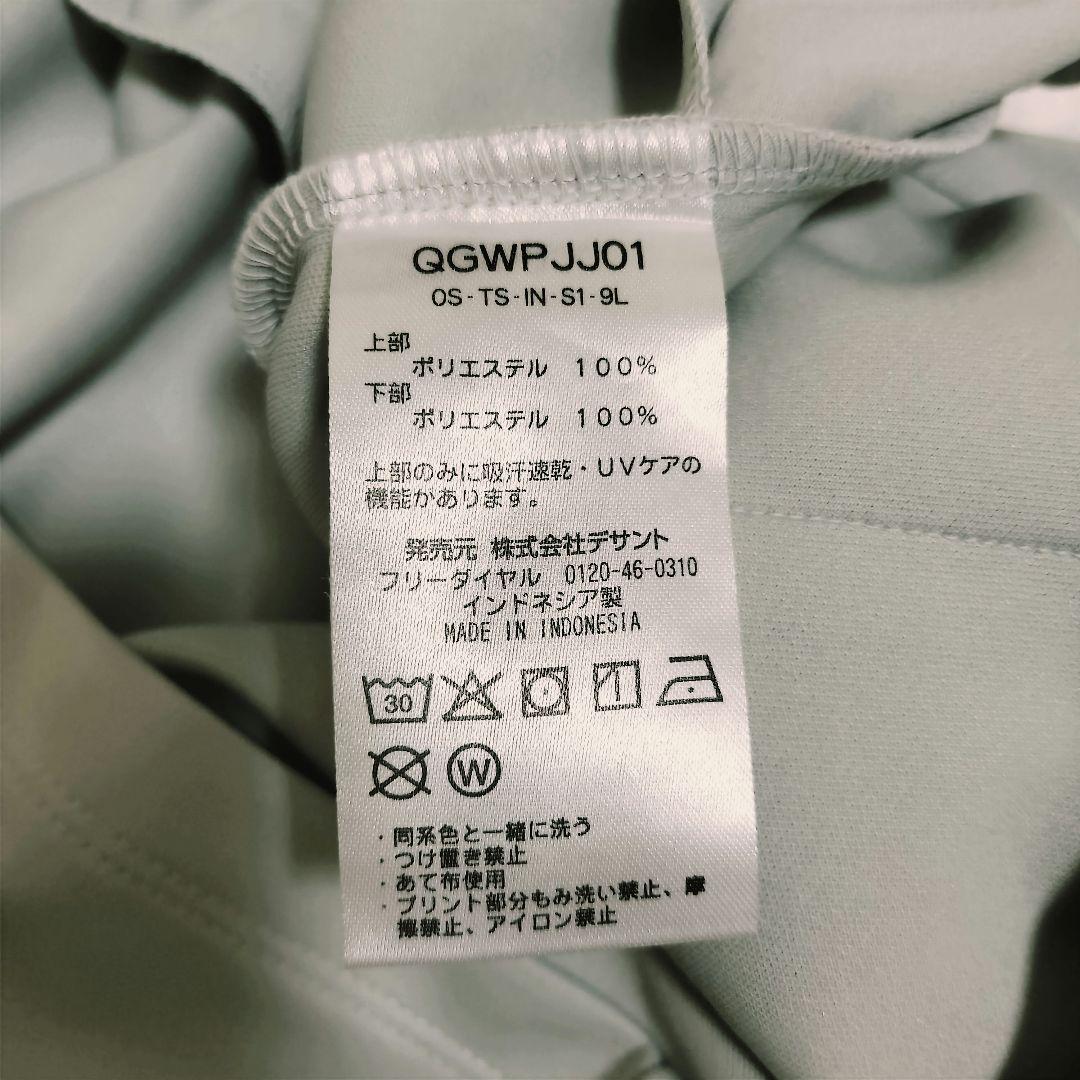 QGWPJJ01
OS-TS-IN-S1-9L
上部
ポリエステル 100%
下部
ポリエステル 100%
上部のみに吸汗速乾・UVケアの
機能があります。
発売元 株式会社デサント
フリーダイヤル 0120-46-0310
インドネシア製
MADE IN INDONESIA
30
W
・同系色と一緒に洗う
・つけ置き禁止
・あて布使用
・プリント部分もみ洗い禁止、摩
擦禁止、アイロン禁止